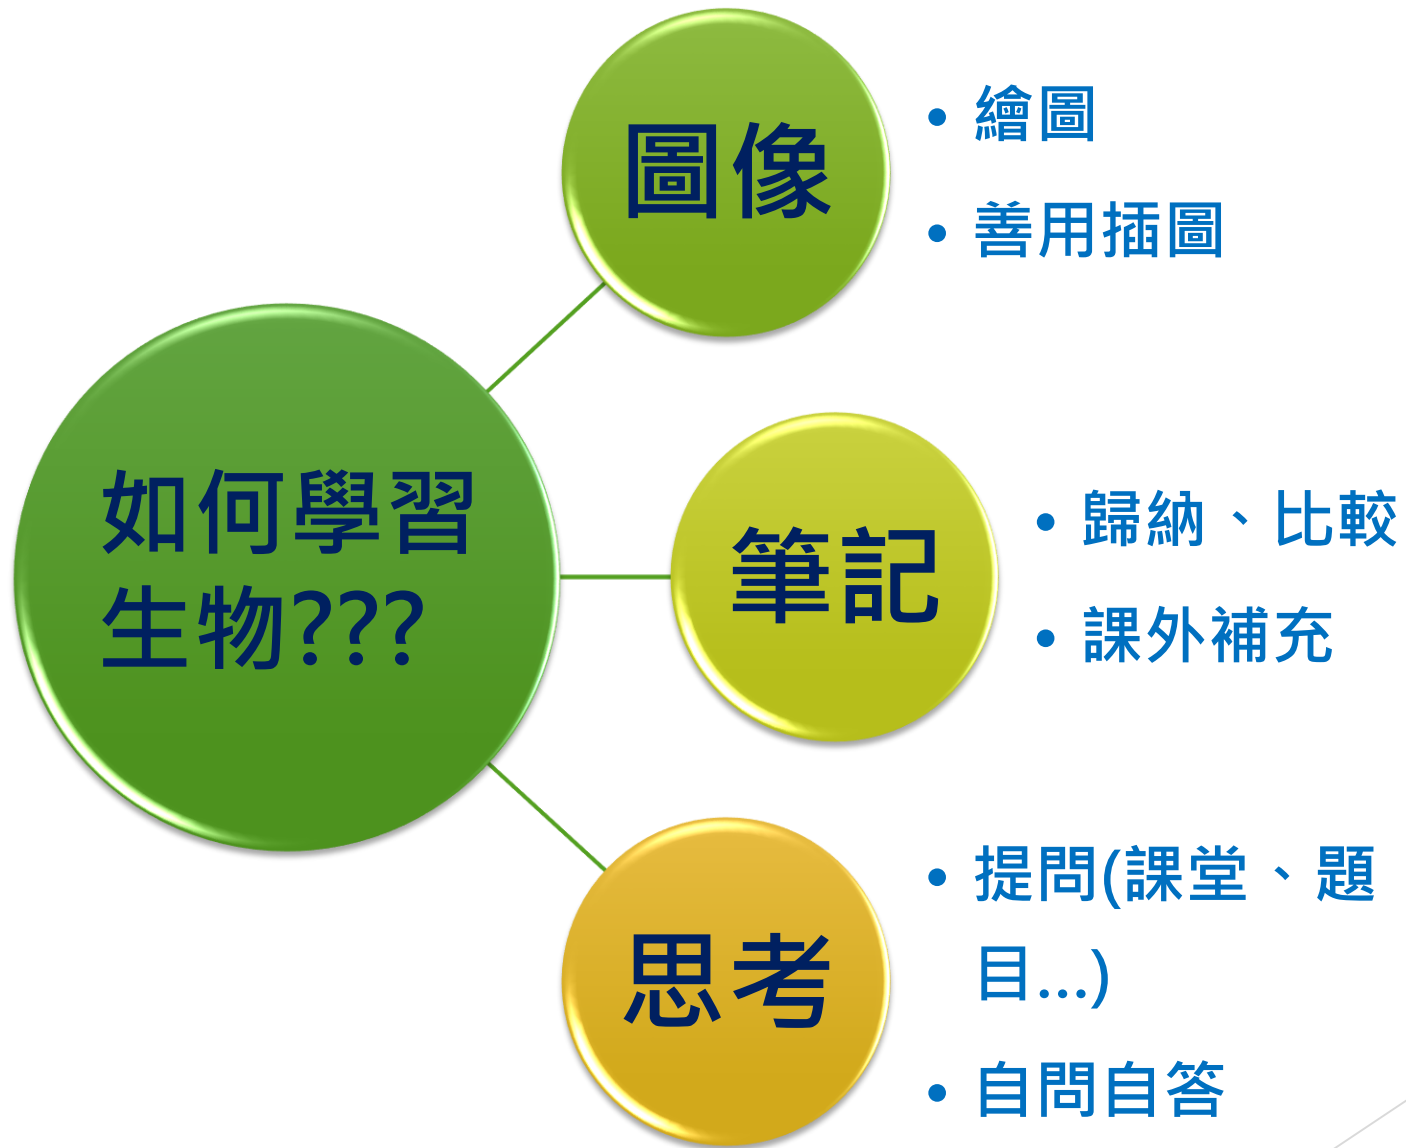 如何學習
生物???
圖像
• 繪圖
• 善用插圖
筆記
• 歸納、比較
• 課外補充
思考
• 提問(課堂、題
目…)
• 自問自答